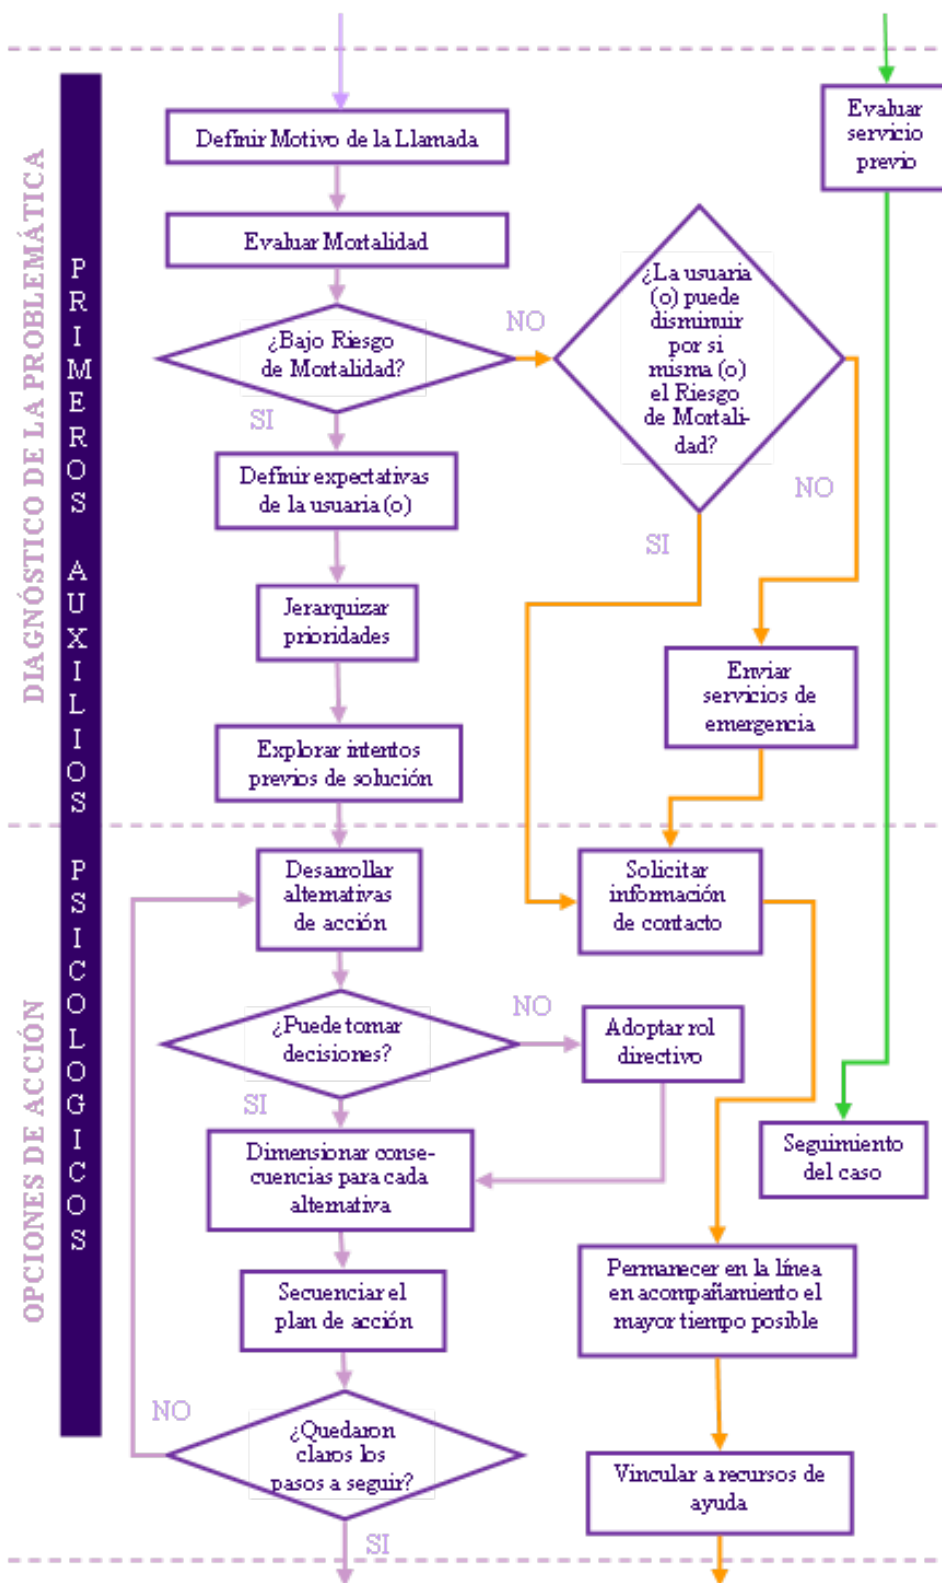 DIAGNÓSTICO DE LA PROBLEMÁTICA
OPCIONES DE ACCIÓN
PRIMEROS AUXILIOS PSICOLOGICOS
Definir Motivo de la Llamada
Evaluar Mortalidad
¿Bajo Riesgo
de Mortalidad?
NO
SI
¿La usuaria
(o) puede
disminuir
por si
misma (o)
el Riesgo
de Mortali-
dad?
NO
SI
Evaluar
servicio
previo
Definir expectativas
de la usuaria (o)
Jerarquizar
prioridades
Explorar intentos
previos de solución
Enviar
servicios de
emergencia
Desarrollar
alternativas
de acción
Solicitar
información
de contacto
¿Puede tomar
decisiones?
NO
SI
Adoptar rol
directivo
Dimensionar conse-
cuencias para cada
alternativa
Seguimiento
del caso
Secuenciar el
plan de acción
Permanecer en la línea
en acompañamiento el
mayor tiempo posible
NO
¿Quedaron
claros los
pasos a seguir?
SI
Vincular a recursos de
ayuda